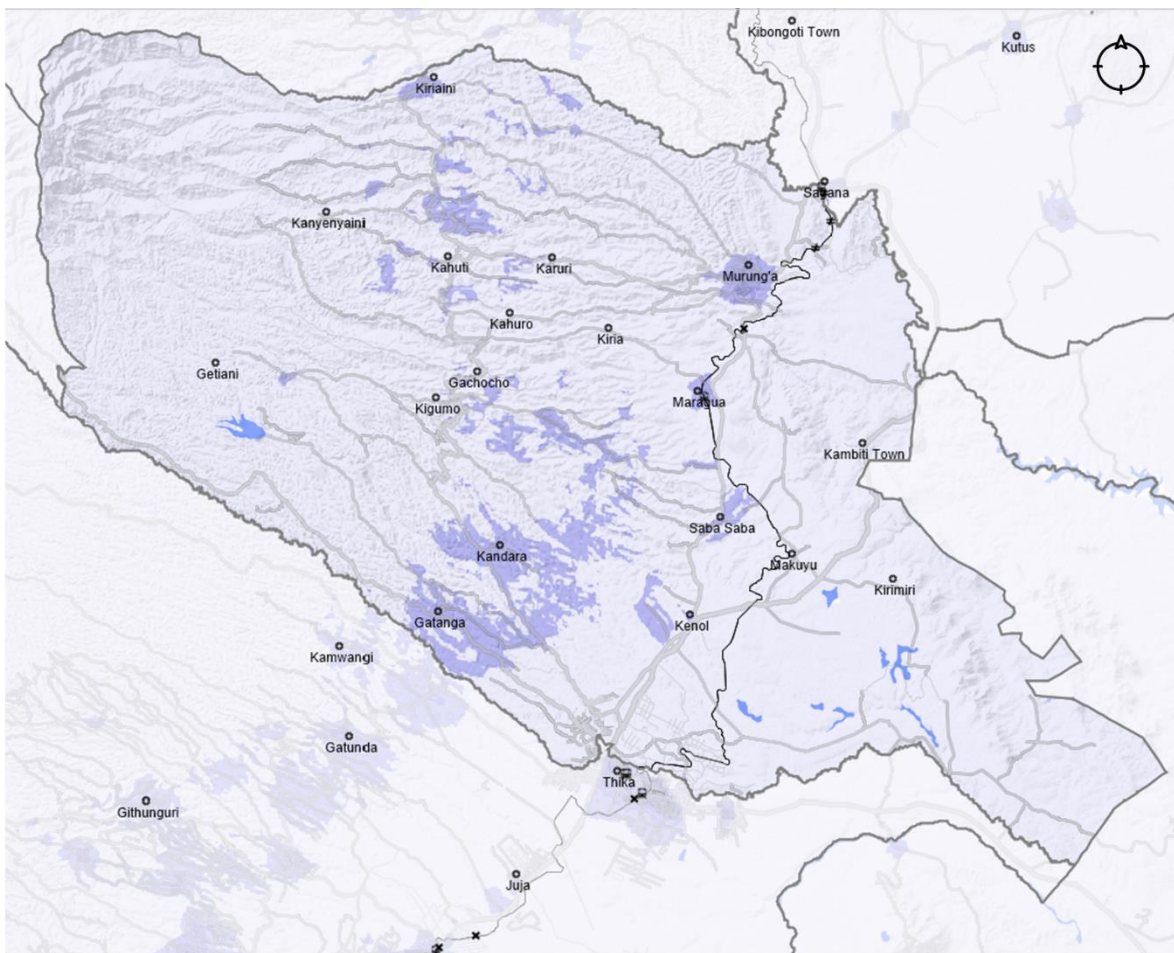 Kibongoti Town
Kutus
Kiriaini
Sagana
Kanyenyaini
Kahuti
Karuri
Murung'a
Kahuro
Kiria
Getiani
Gachocho
Kigumo
Maragua
Kambiti Town
Saba Saba
Kandara
Makuyu
Kirimiri
Gatanga
Kenol
Kamwangi
Gatunda
Thika
Githunguri
Juja